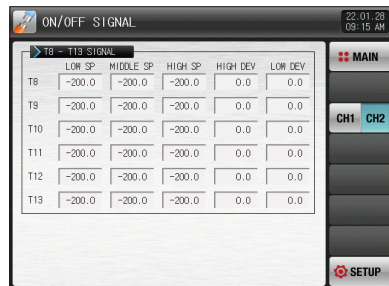 ON/OFF SIGNAL
22.01.28
09:15 AM
T8 - T13 SIGNAL
LOW SP MIDDLE SP HIGH SP HIGH DEV LOW DEV
T8 -200.0 -200.0 -200.0 0.0 0.0
T9 -200.0 -200.0 -200.0 0.0 0.0
T10 -200.0 -200.0 -200.0 0.0 0.0
T11 -200.0 -200.0 -200.0 0.0 0.0
T12 -200.0 -200.0 -200.0 0.0 0.0
T13 -200.0 -200.0 -200.0 0.0 0.0
MAIN
CH1 CH2
SETUP